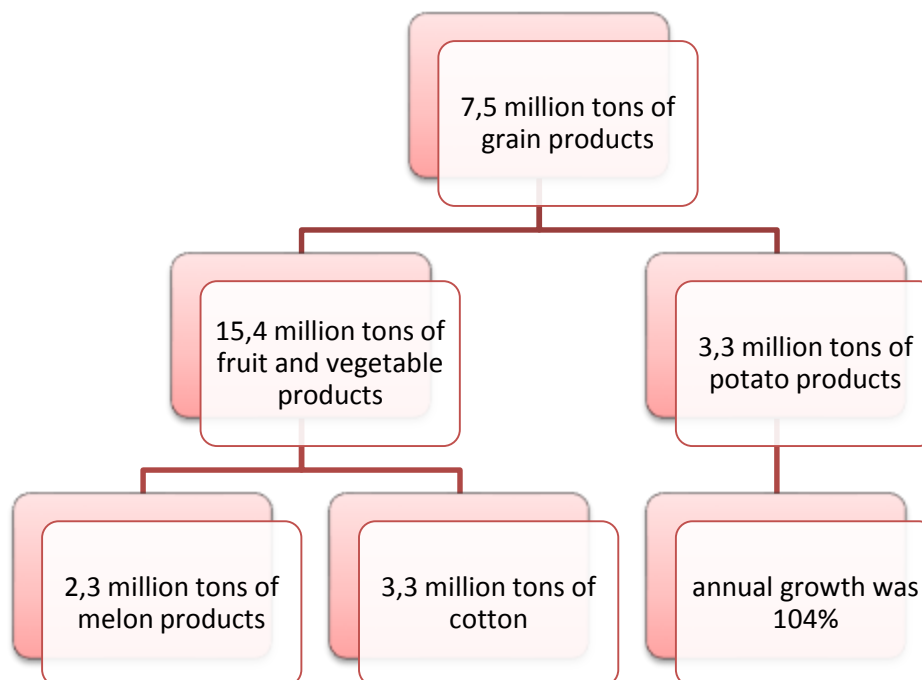 7,5 million tons of
grain products
15,4 million tons of
fruit and vegetable
products
3,3 million tons of
potato products
2,3 million tons of
melon products
3,3 million tons of
cotton
annual growth was
104%